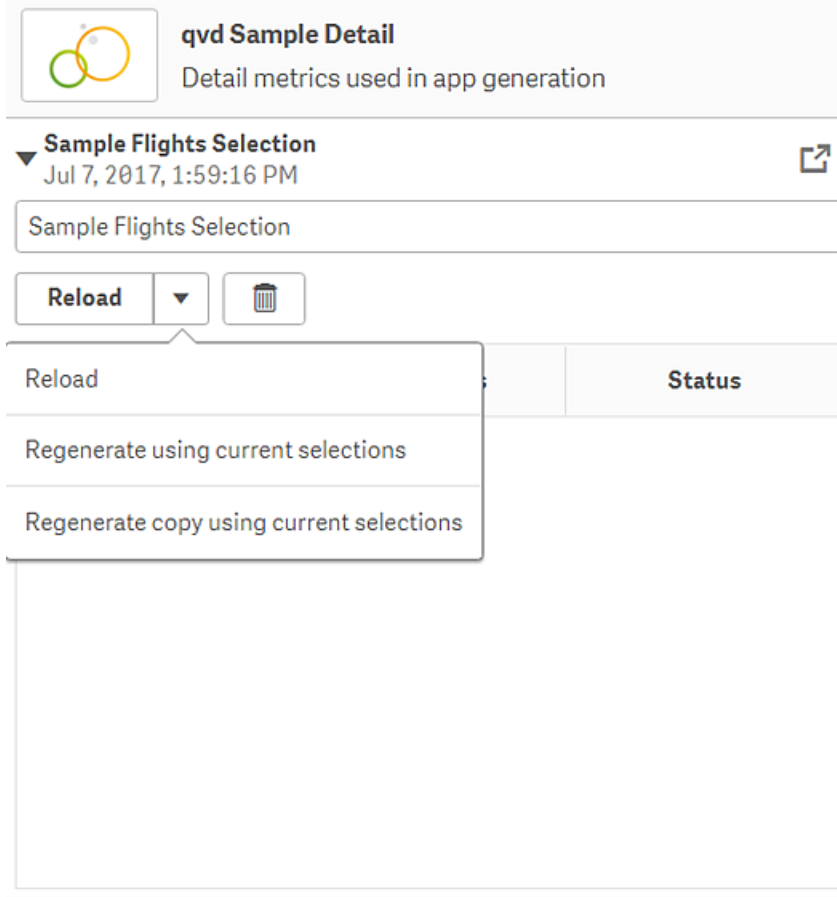 qvd Sample Detail
Detail metrics used in app generation
Sample Flights Selection
Jul 7, 2017, 1:59:16 PM
Sample Flights Selection
Reload
Reload
Status
Regenerate using current selections
Regenerate copy using current selections